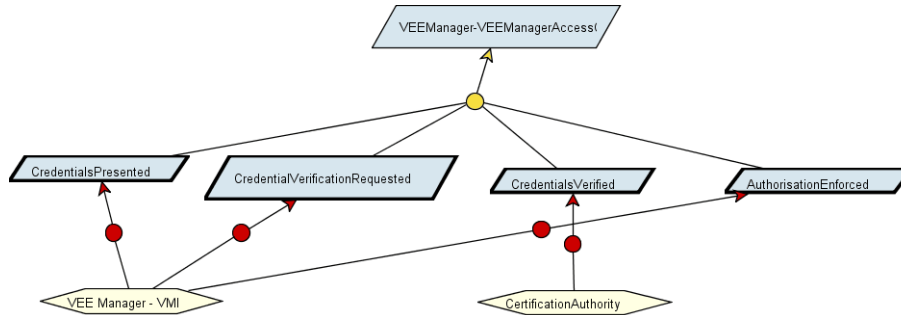 VEEManager-VEEManagerAccess(
CredentialsPresented
CredentialVerificationRequested
CredentialsVerified
AuthorisationEnforced
VEE Manager - VMI
CertificationAuthority